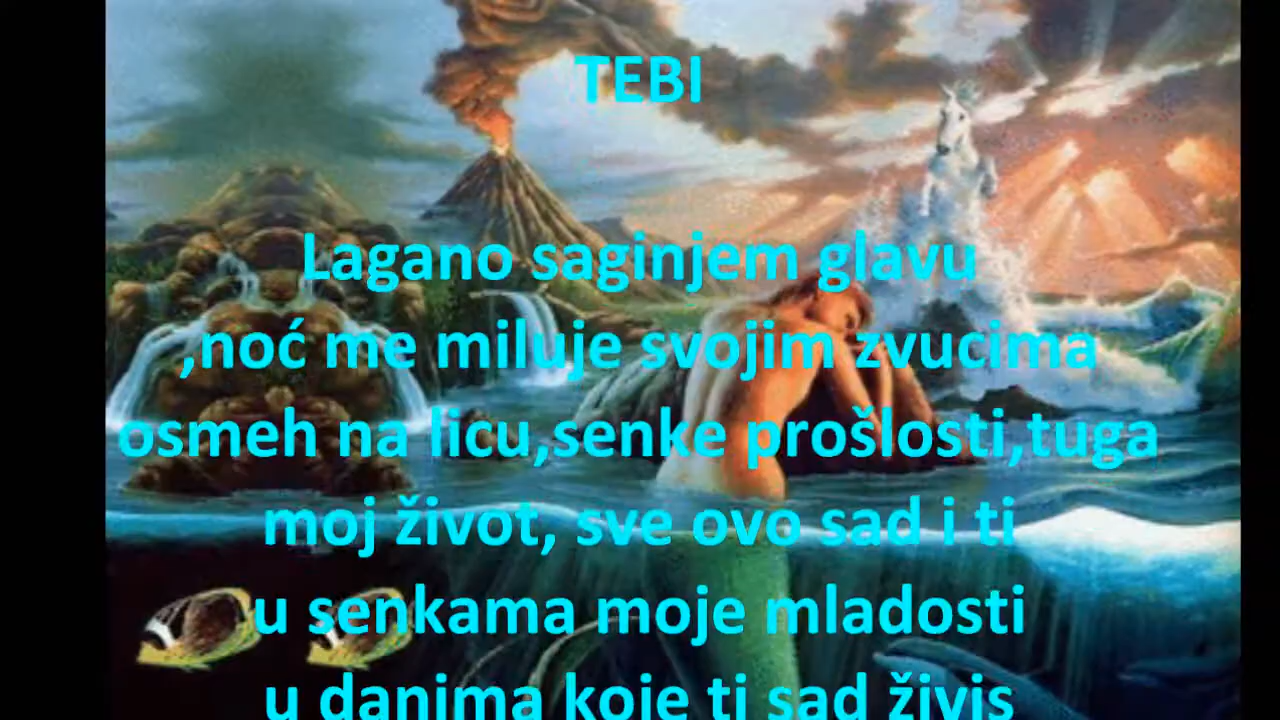 TEBI
Lagano saginjem glavu
,noć me miluje svojim zvucima
osmeh na licu,senke prošlosti,tuga
moj život, sve ovo sad i ti
u senkama moje mladosti
u danima koje ti sad živis